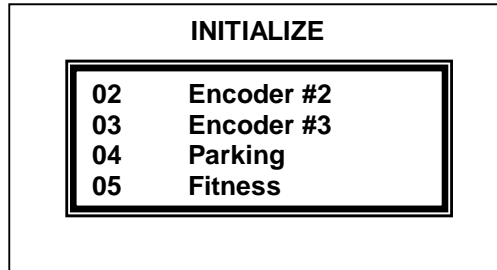 INITIALIZE
02 Encoder #2
03 Encoder #3
04 Parking
05 Fitness